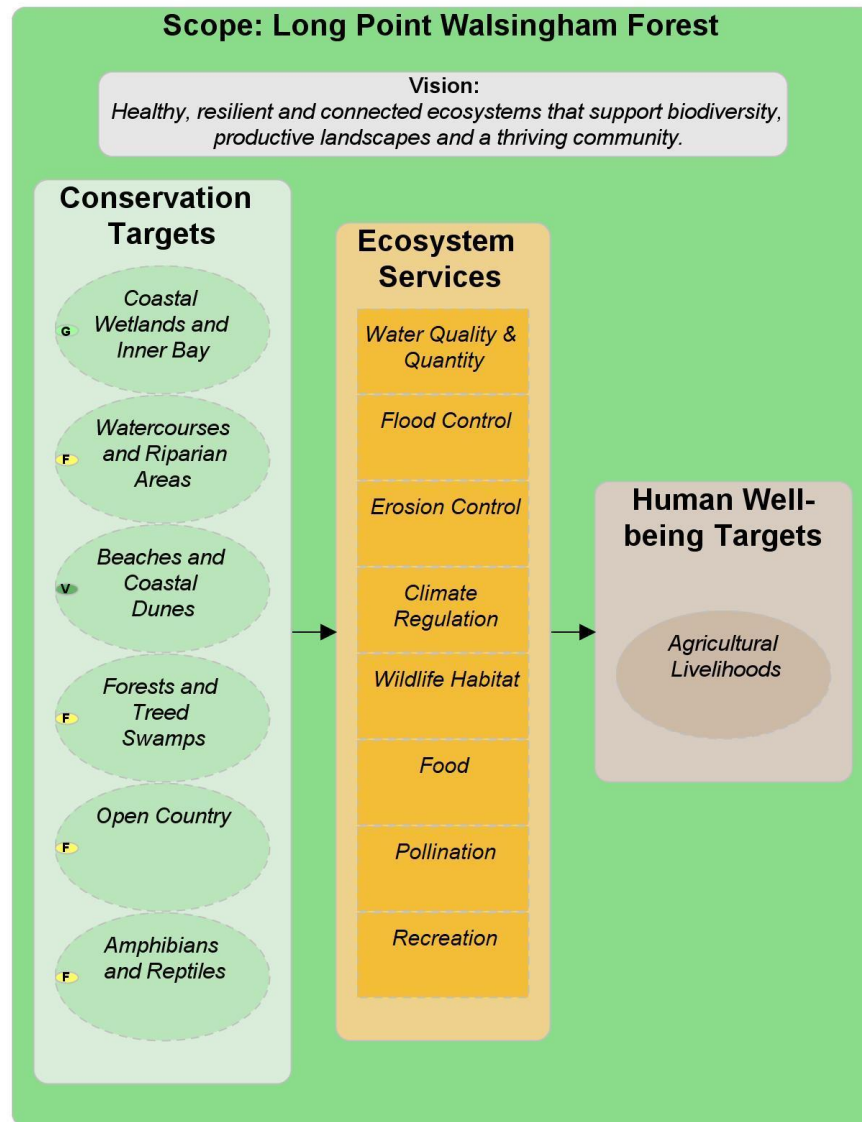 Scope: Long Point Walsingham Forest
Vision:
Healthy, resilient and connected ecosystems that support biodiversity,
productive landscapes and a thriving community.
Conservation
Targets
Coastal
Wetlands and
Inner Bay
G
Watercourses
and Riparian
Areas
F
Beaches and
Coastal
Dunes
V
Forests and
Treed
Swamps
F
Open Country
F
Amphibians
and Reptiles
F
Ecosystem
Services
Water Quality &
Quantity
Flood Control
Erosion Control
Climate
Regulation
Wildlife Habitat
Food
Pollination
Recreation
Human Well-
being Targets
Agricultural
Livelihoods